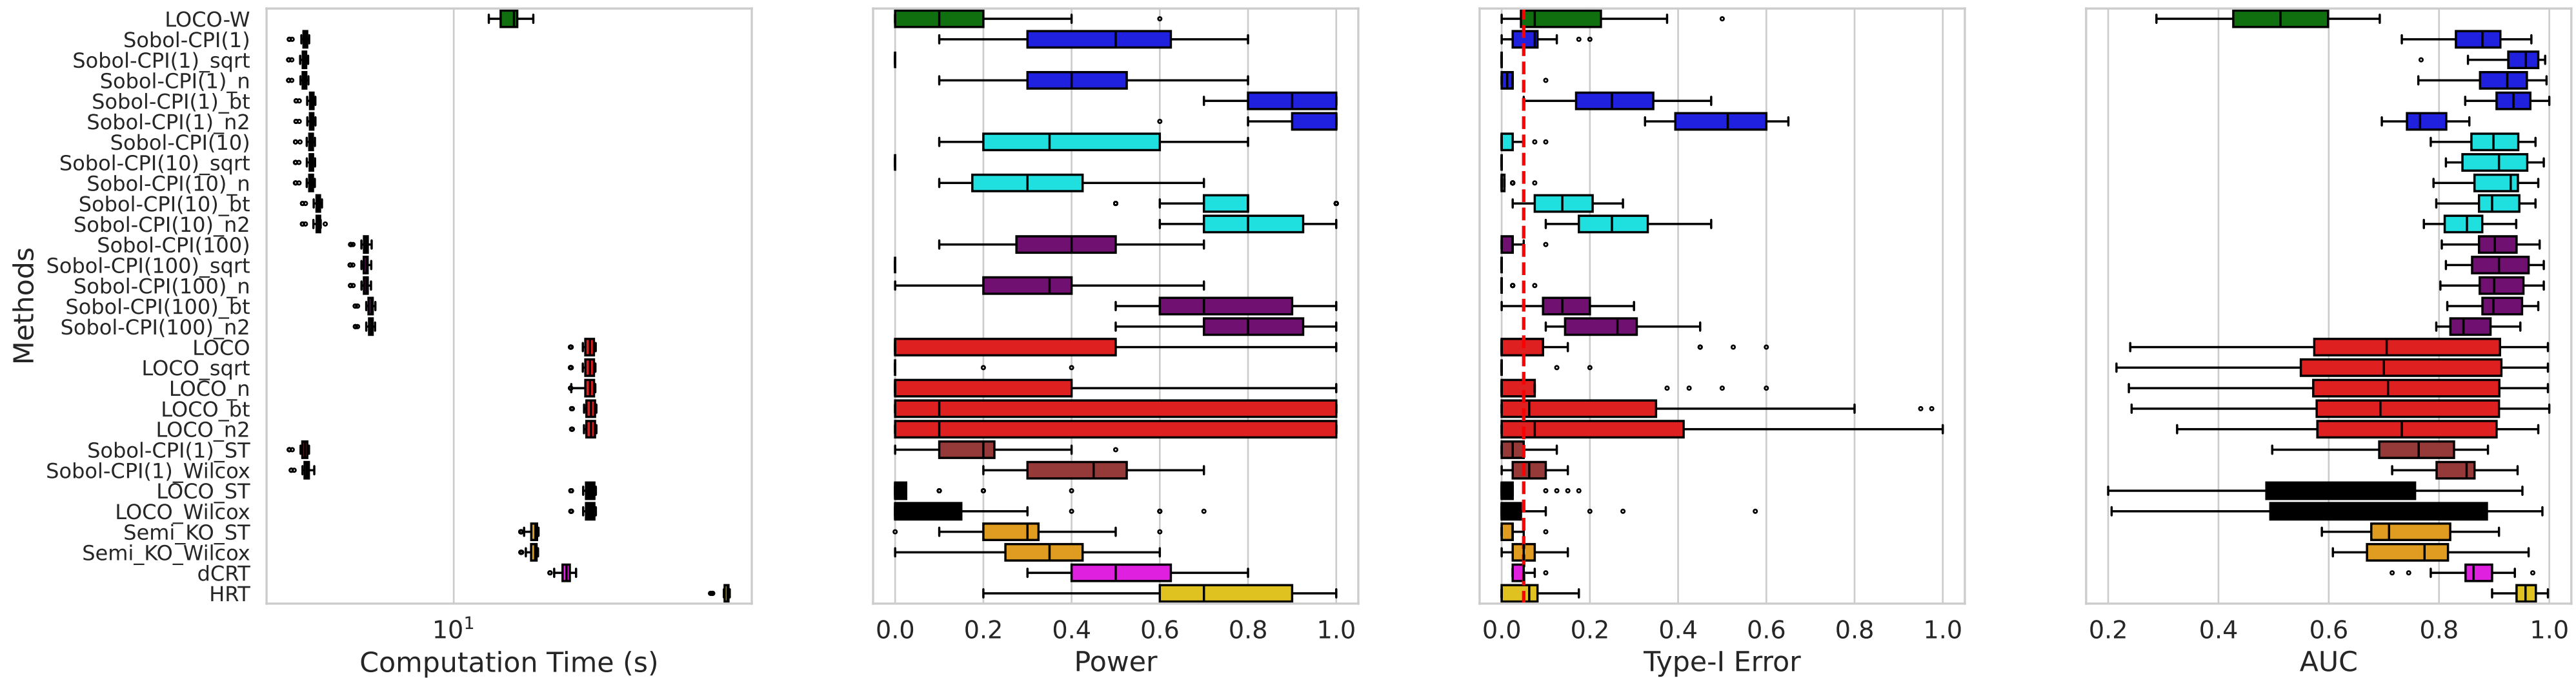 Methods
LOCO-W
Sobol-CPI(1)
Sobol-CPI(1)_sqrt
Sobol-CPI(1)_n
Sobol-CPI(1)_bt
Sobol-CPI(1)_n2
Sobol-CPI(10)
Sobol-CPI(10)_sqrt
Sobol-CPI(10)_n
Sobol-CPI(10)_bt
Sobol-CPI(10)_n2
Sobol-CPI(100)
Sobol-CPI(100)_sqrt
Sobol-CPI(100)_n
Sobol-CPI(100)_bt
Sobol-CPI(100)_n2
LOCO
LOCO_sqrt
LOCO_n
LOCO_bt
LOCO_n2
Sobol-CPI(1)_ST
Sobol-CPI(1)_Wilcox
LOCO_ST
LOCO_Wilcox
Semi_KO_ST
Semi_KO_Wilcox
dCRT
HRT
10¹
Computation Time (s)
0.0 0.2 0.4 0.6 0.8 1.0
Power
0.0 0.2 0.4 0.6 0.8 1.0
Type-I Error
0.2 0.4 0.6 0.8 1.0
AUC